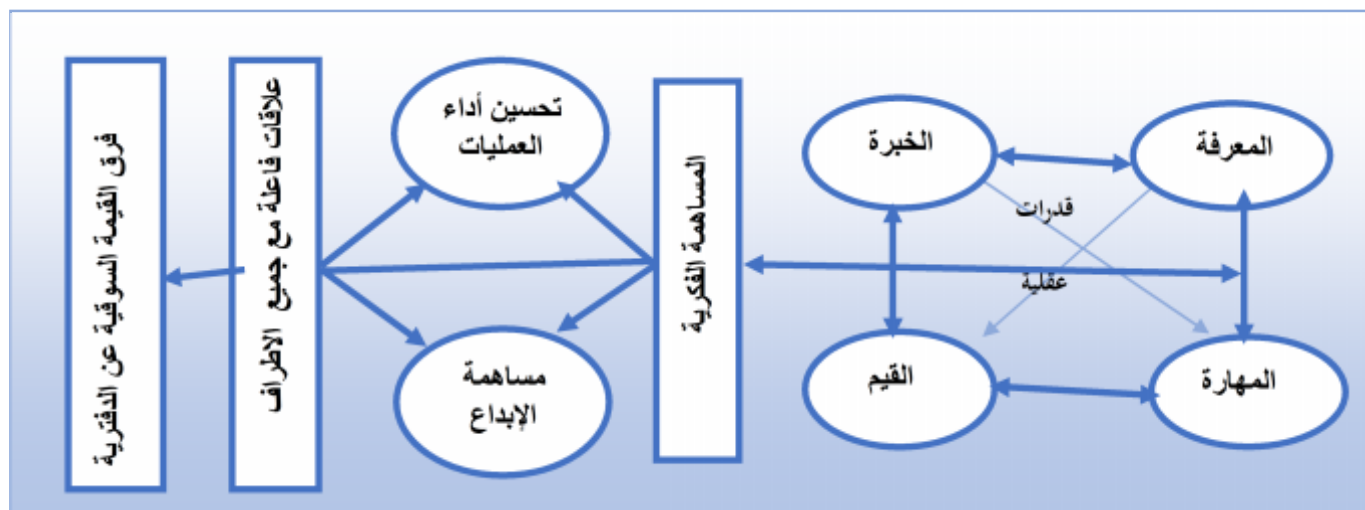 المعرفة
الخبرة
قدرات
عقلية
المهارة
القيم
المساهمة الفكرية
تحسين أداء
العمليات
مساهمة
الإبداع
علاقات فاعلة مع جميع الاطراف
فرق القيمة السوقية عن الدفترية